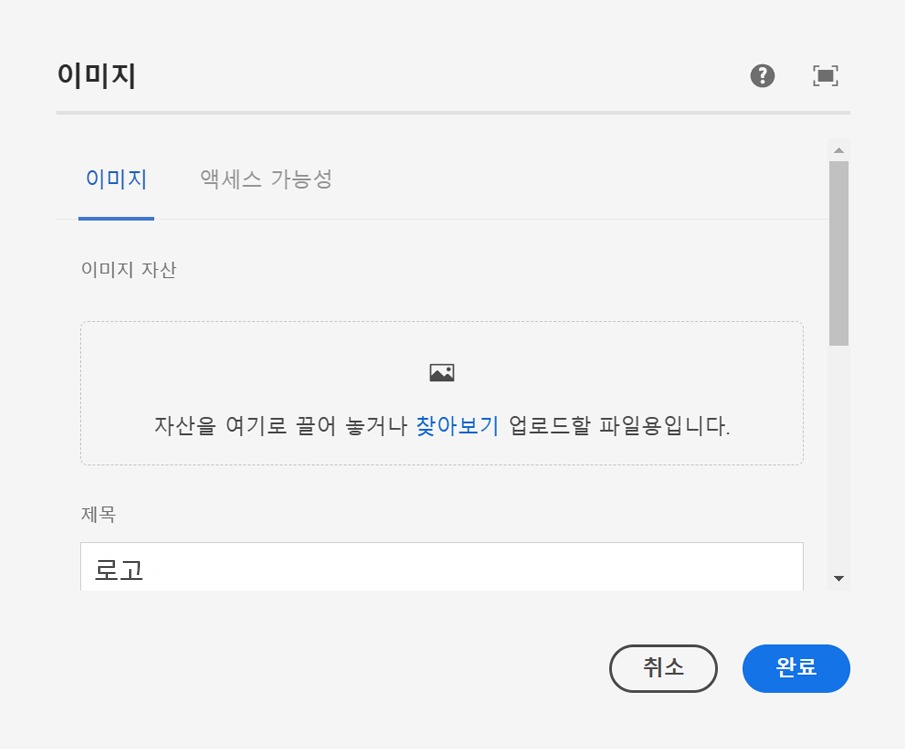 이미지
이미지 액세스 가능성
이미지 자산
자산을 여기로 끌어 놓거나 찾아보기 업로드할 파일용입니다.
제목
로고
취소 완료